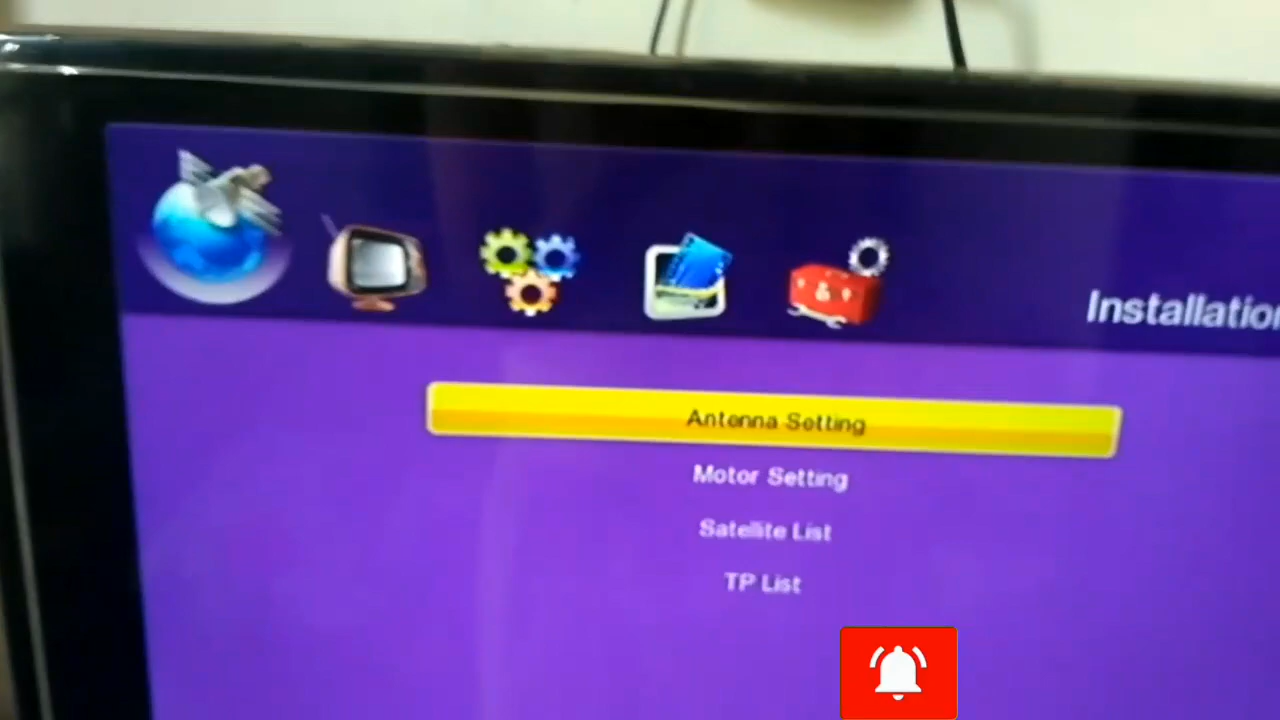 Installation
Antenna Setting
Motor Setting
Satellite List
TP List